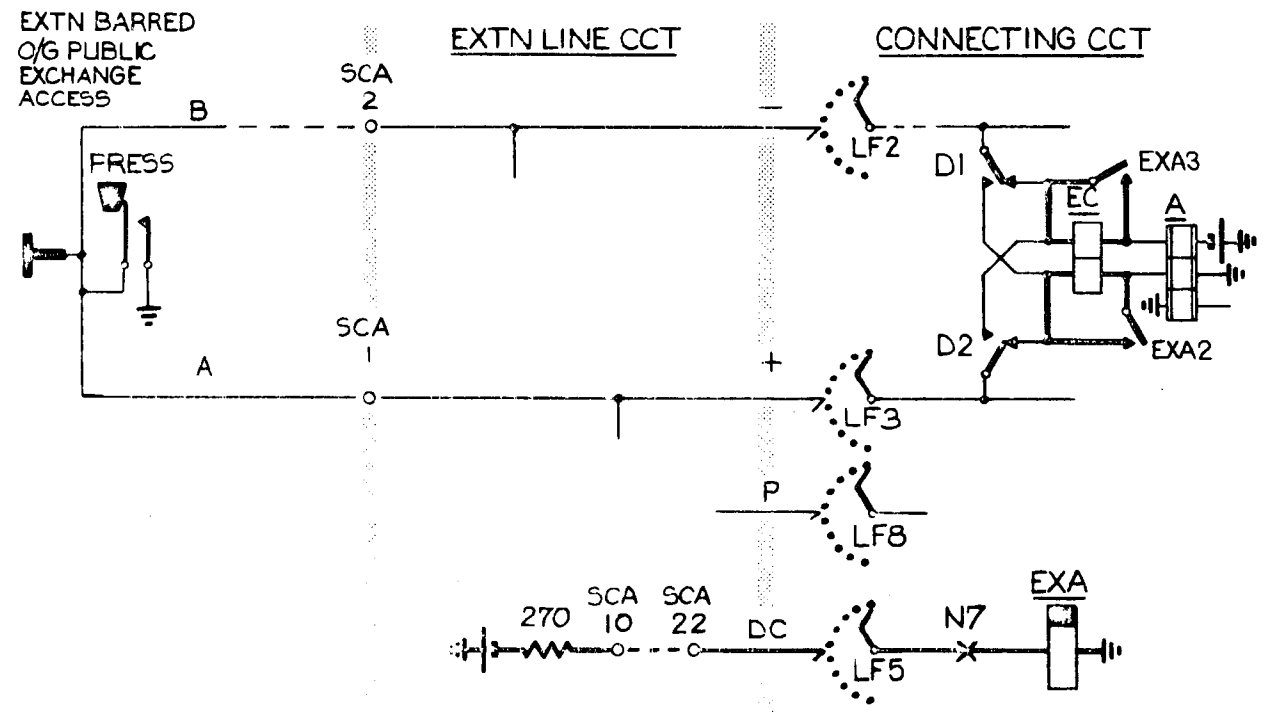 EXTN BARRED
O/G PUBLIC
EXCHANGE
ACCESS
EXTN LINE CCT
CONNECTING CCT
SCA
2
B
−
LF2
PRESS
D1
EXA3
EC
A
SCA
1
A
+
D2
EXA2
LF3
P
LF8
270
SCA
10
SCA
22
DC
LF5
N7
EXA